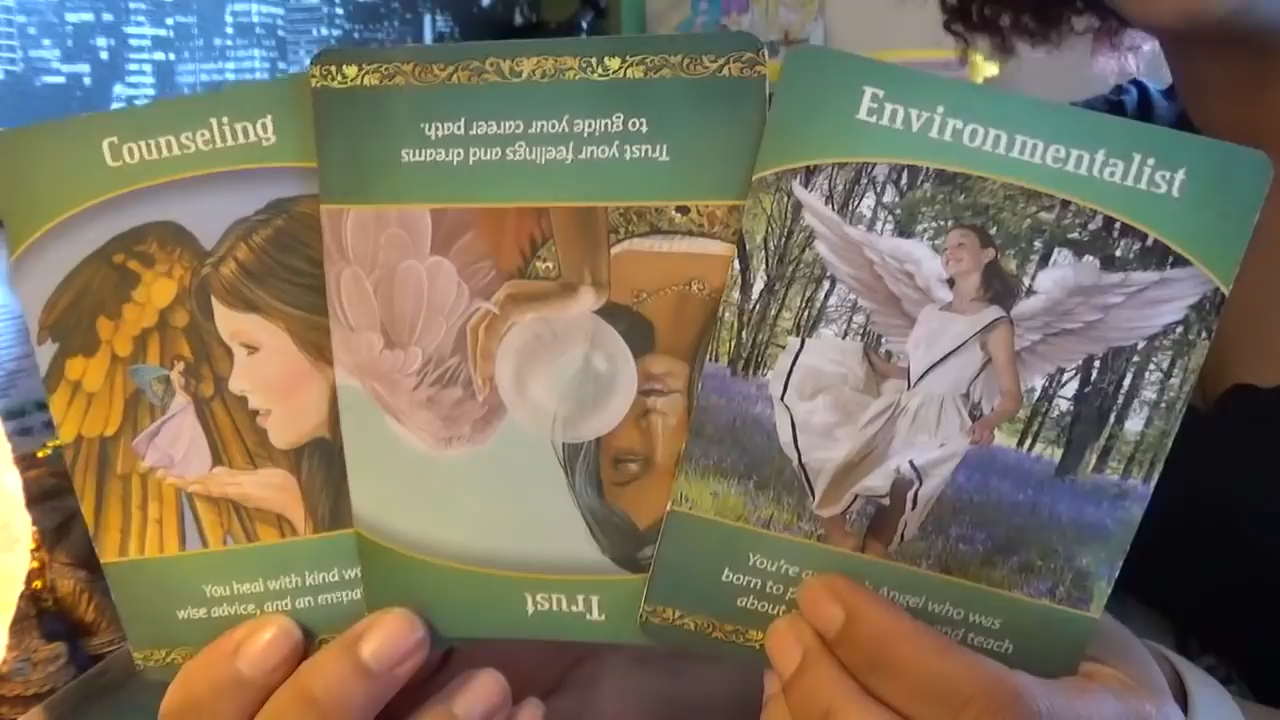 Counseling
You heal with kind
wise advice, and an
Trust your feelings and dreams
to guide your career path.
Trust
Environmentalist
You're Angel who was
born to and teach
about